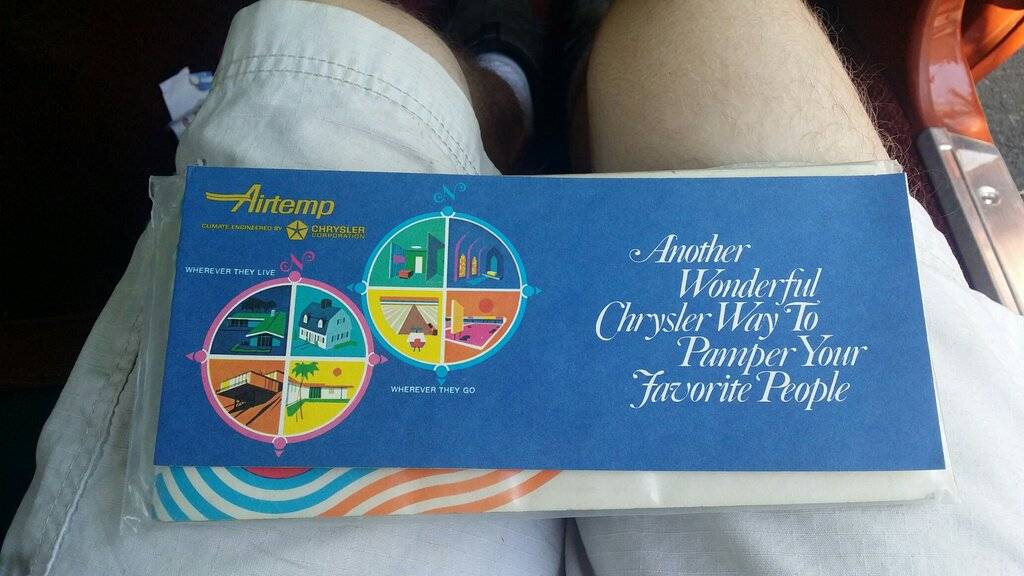 Airtemp
CLIMATE ENGINEERED BY CHRYSLER
CORPORATION
WHEREVER THEY LIVE
N
N
WHEREVER THEY GO
Another
Wonderful
Chrysler Way To
Pamper Your
Favorite People